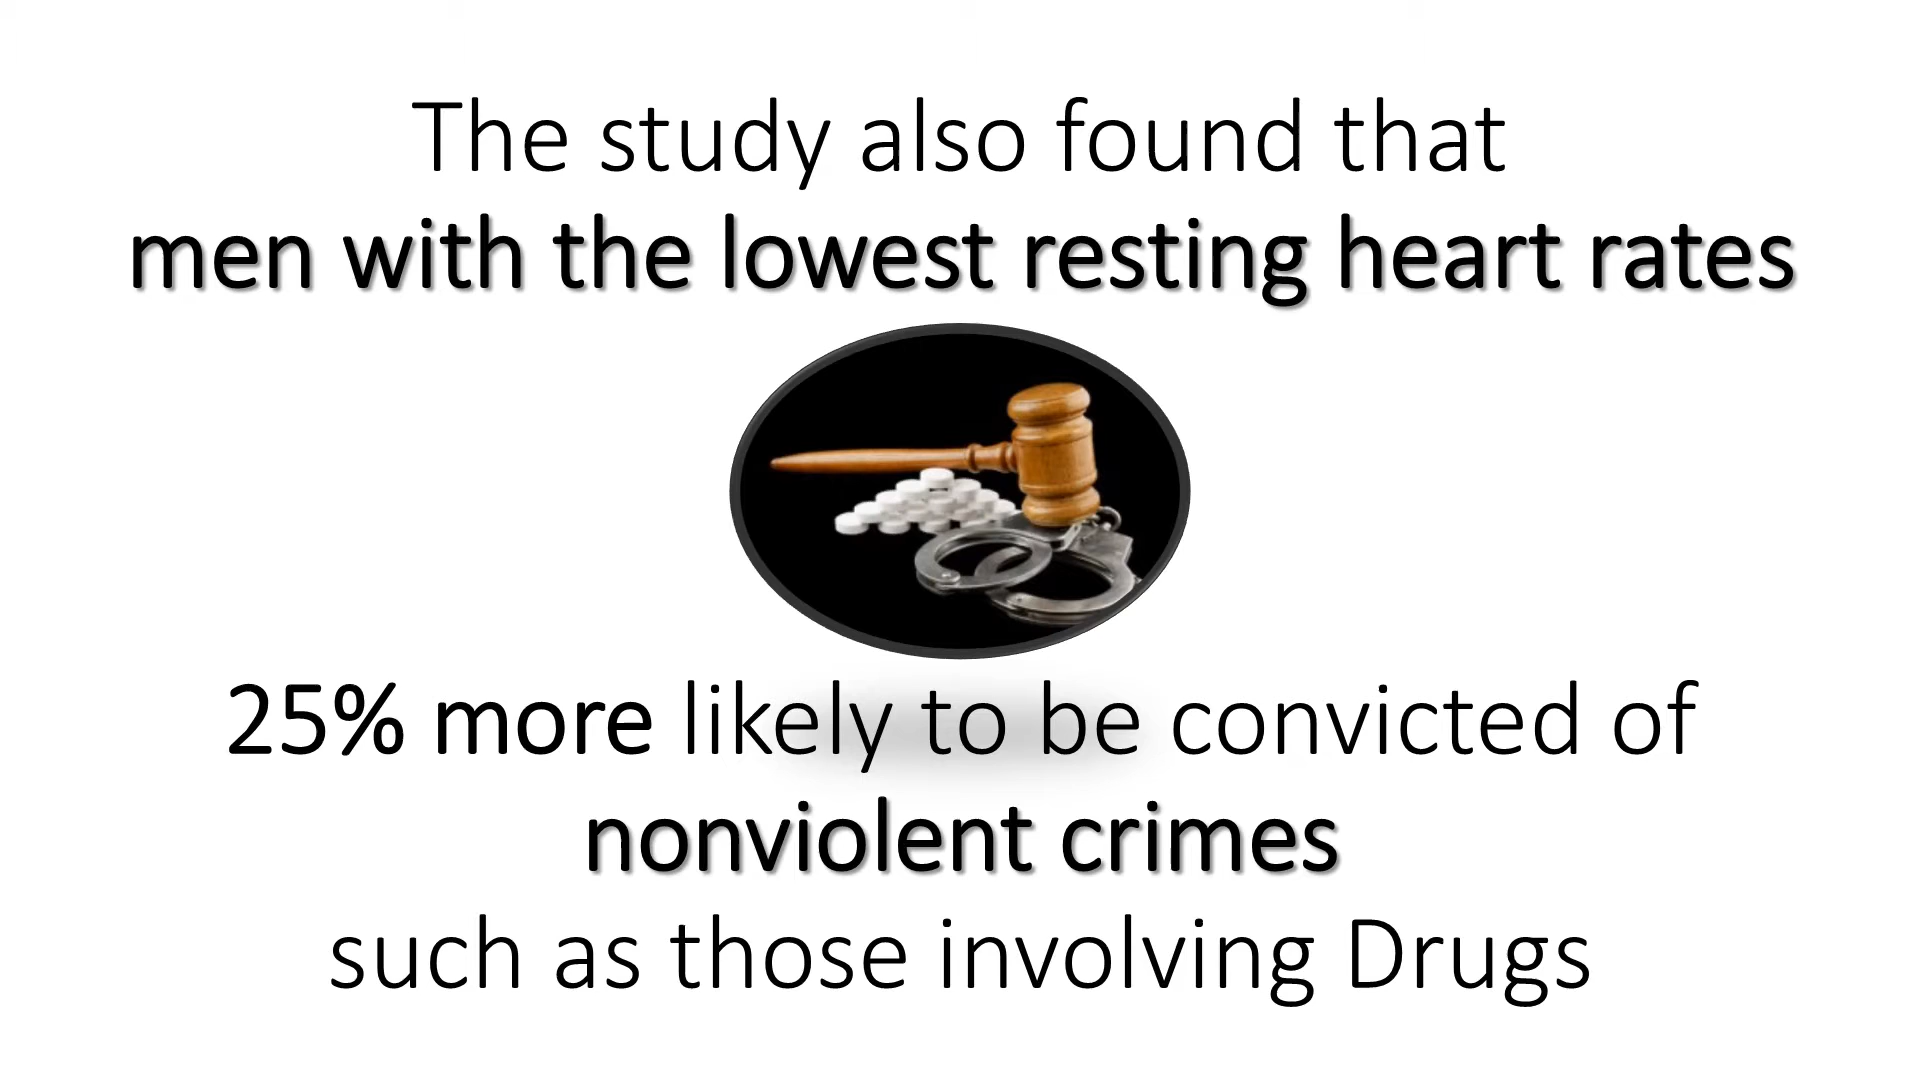 The study also found that
men with the lowest resting heart rates
25% more likely to be convicted of
nonviolent crimes
such as those involving Drugs